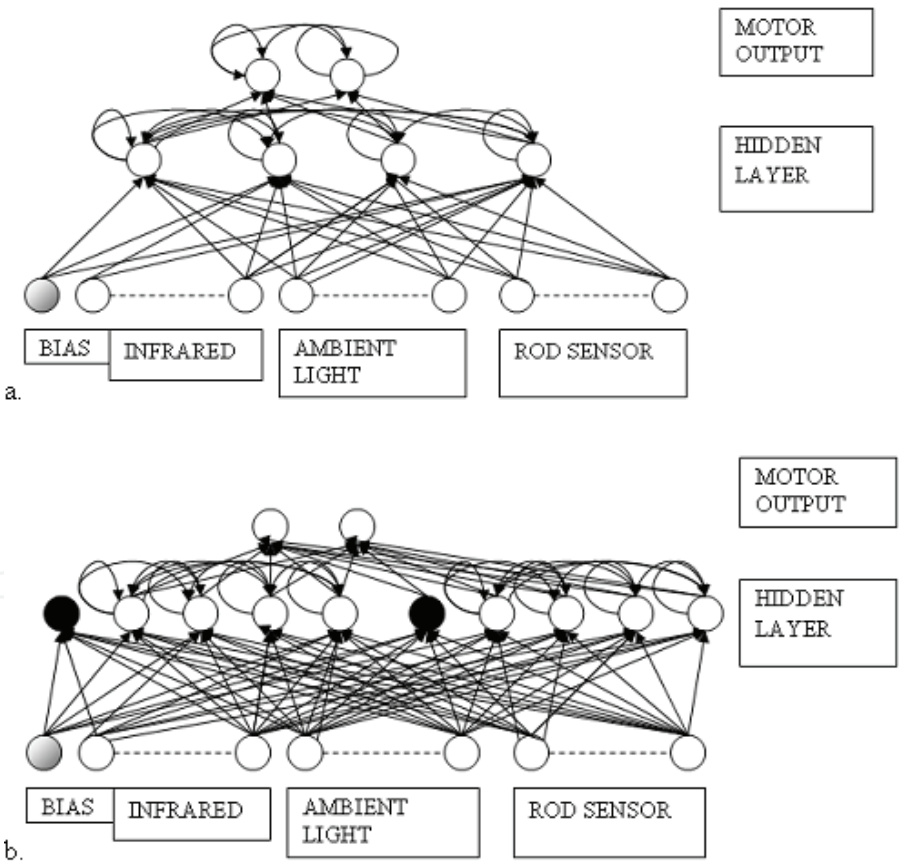 MOTOR
OUTPUT
HIDDEN
LAYER
BIAS
INFRARED
AMBIENT
LIGHT
ROD SENSOR
a.
MOTOR
OUTPUT
HIDDEN
LAYER
BIAS
INFRARED
AMBIENT
LIGHT
ROD SENSOR
b.